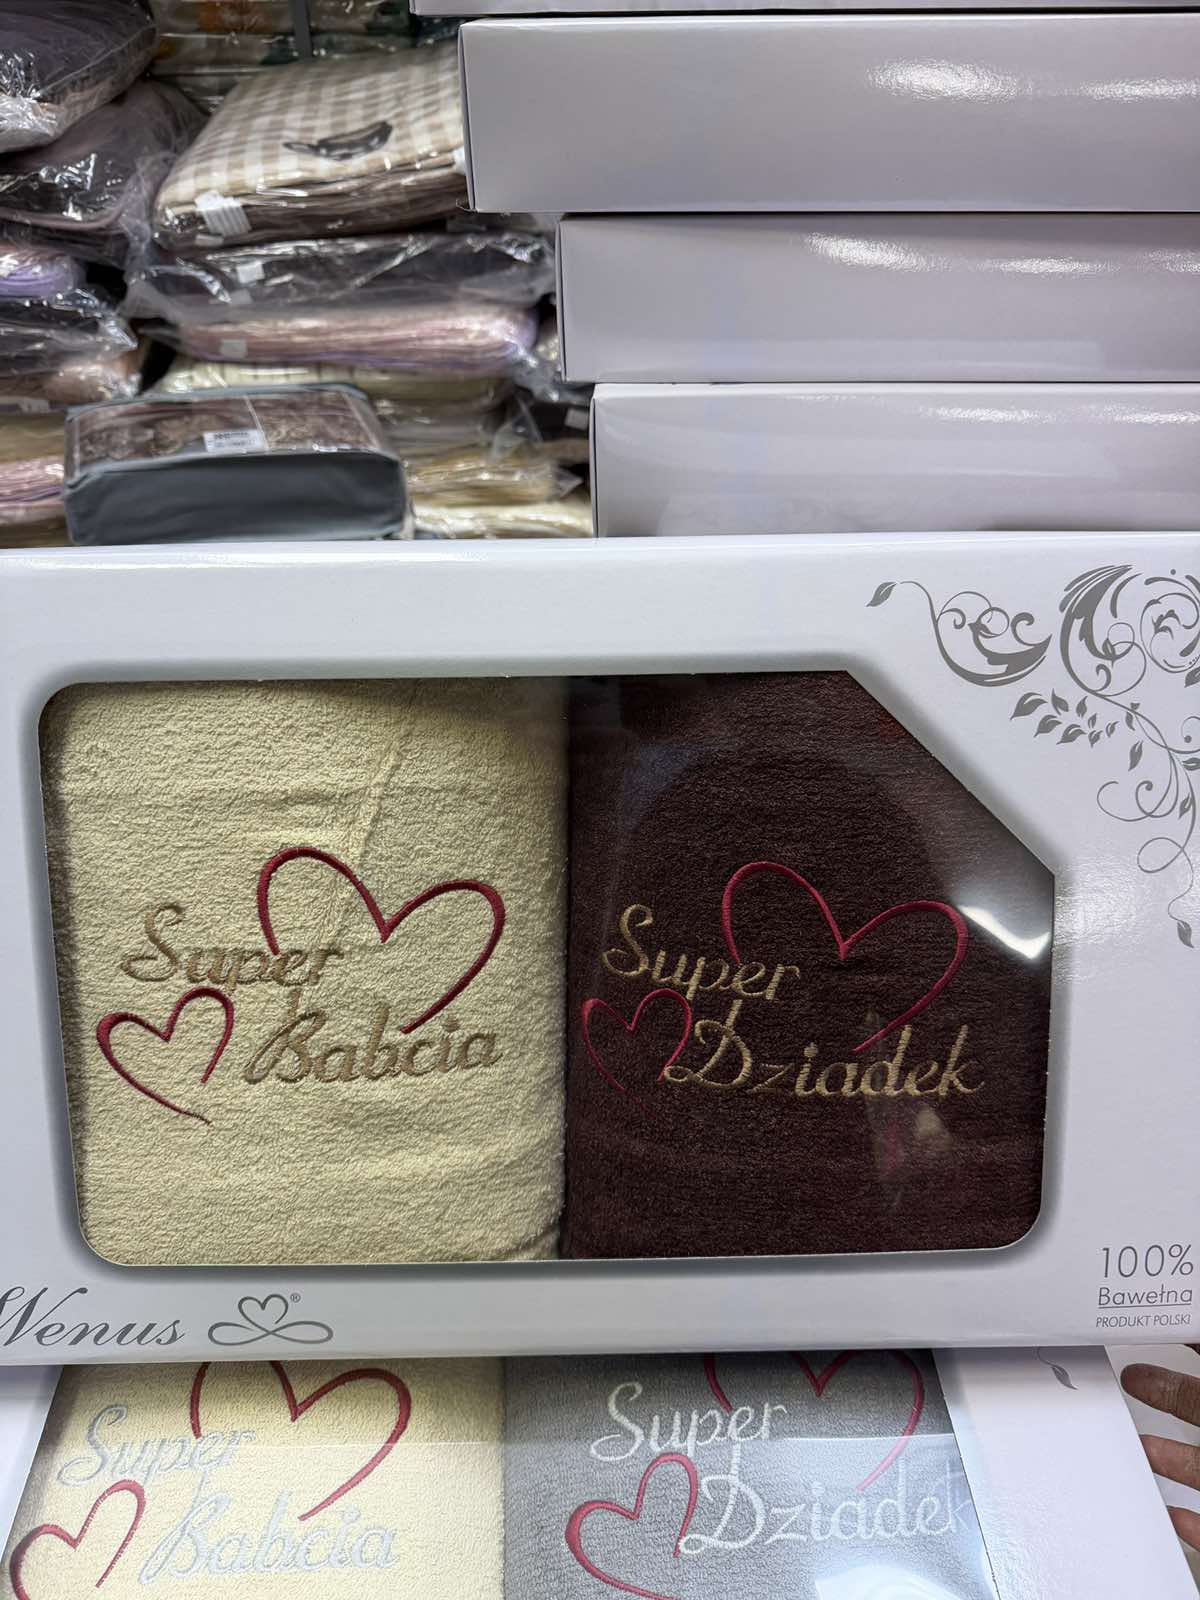 Super
Babcia
Super
Dziadek
100%
Bawełna
PRODUKT POLSKI
Wenus ®
Super
Babcia
Super
Dziadek